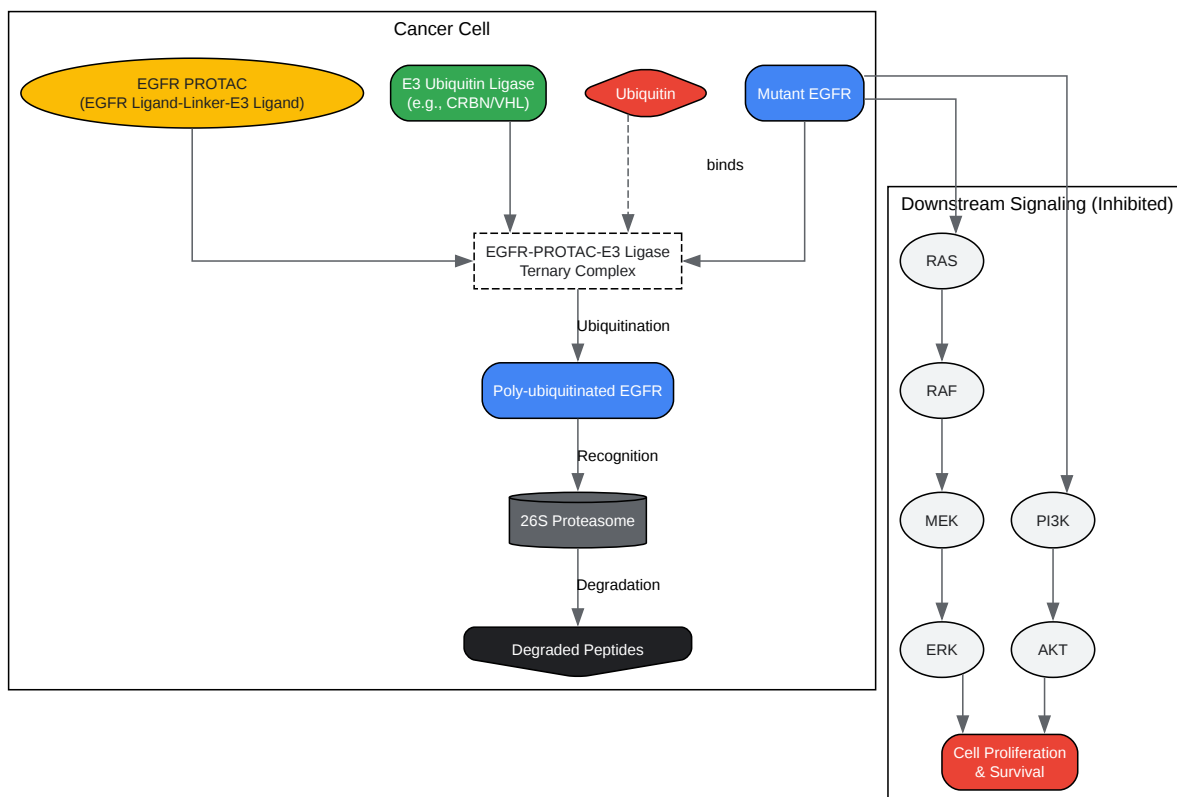 Cancer Cell
EGFR PROTAC
(EGFR Ligand-Linker-E3 Ligand)
E3 Ubiquitin Ligase
(e.g., CRBN/VHL)
Ubiquitin
Mutant EGFR
binds
EGFR-PROTAC-E3 Ligase
Ternary Complex
Ubiquitination
Poly-ubiquitinated EGFR
Recognition
26S Proteasome
Degradation
Degraded Peptides
Downstream Signaling (Inhibited)
RAS
RAF
MEK
PI3K
ERK
AKT
Cell Proliferation
& Survival